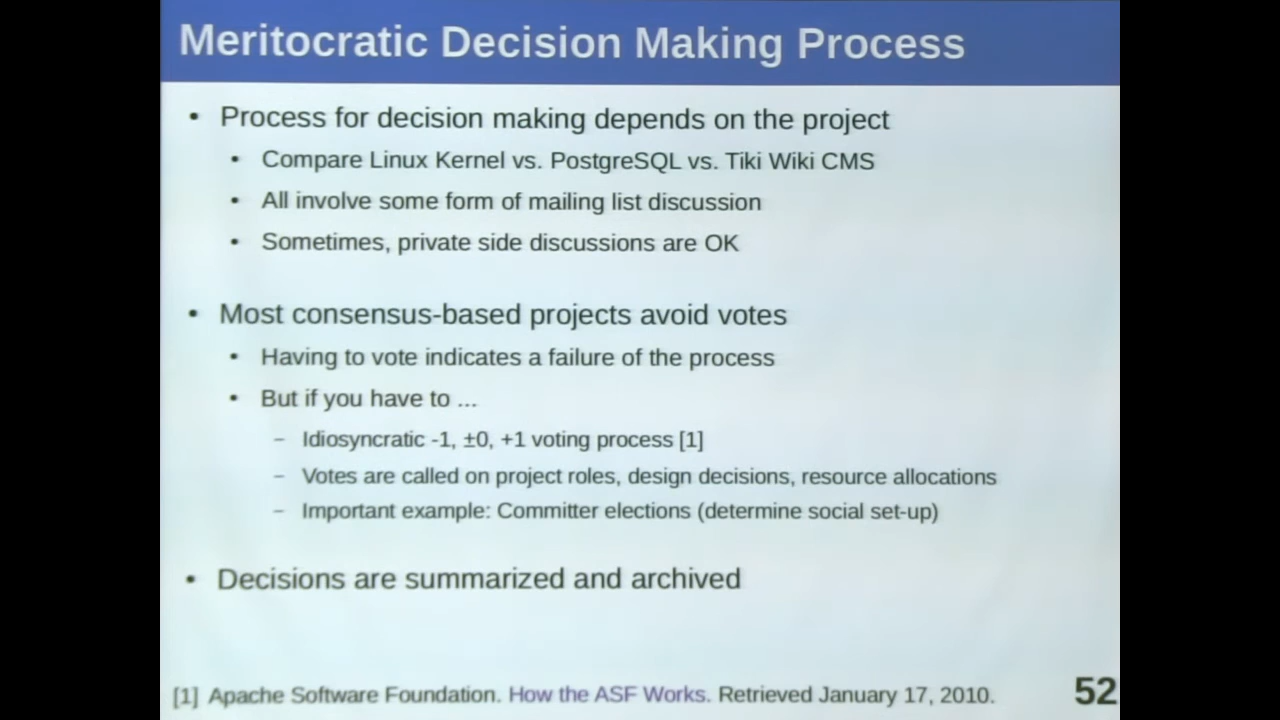 Meritocratic Decision Making Process
• Process for decision making depends on the project
• Compare Linux Kernel vs. PostgreSQL vs. Tiki Wiki CMS
• All involve some form of mailing list discussion
• Sometimes, private side discussions are OK
• Most consensus-based projects avoid votes
• Having to vote indicates a failure of the process
• But if you have to ...
– Idiosyncratic -1, ±0, +1 voting process [1]
– Votes are called on project roles, design decisions, resource allocations
– Important example: Committer elections (determine social set-up)
• Decisions are summarized and archived
[1] Apache Software Foundation. How the ASF Works. Retrieved January 17, 2010.
52